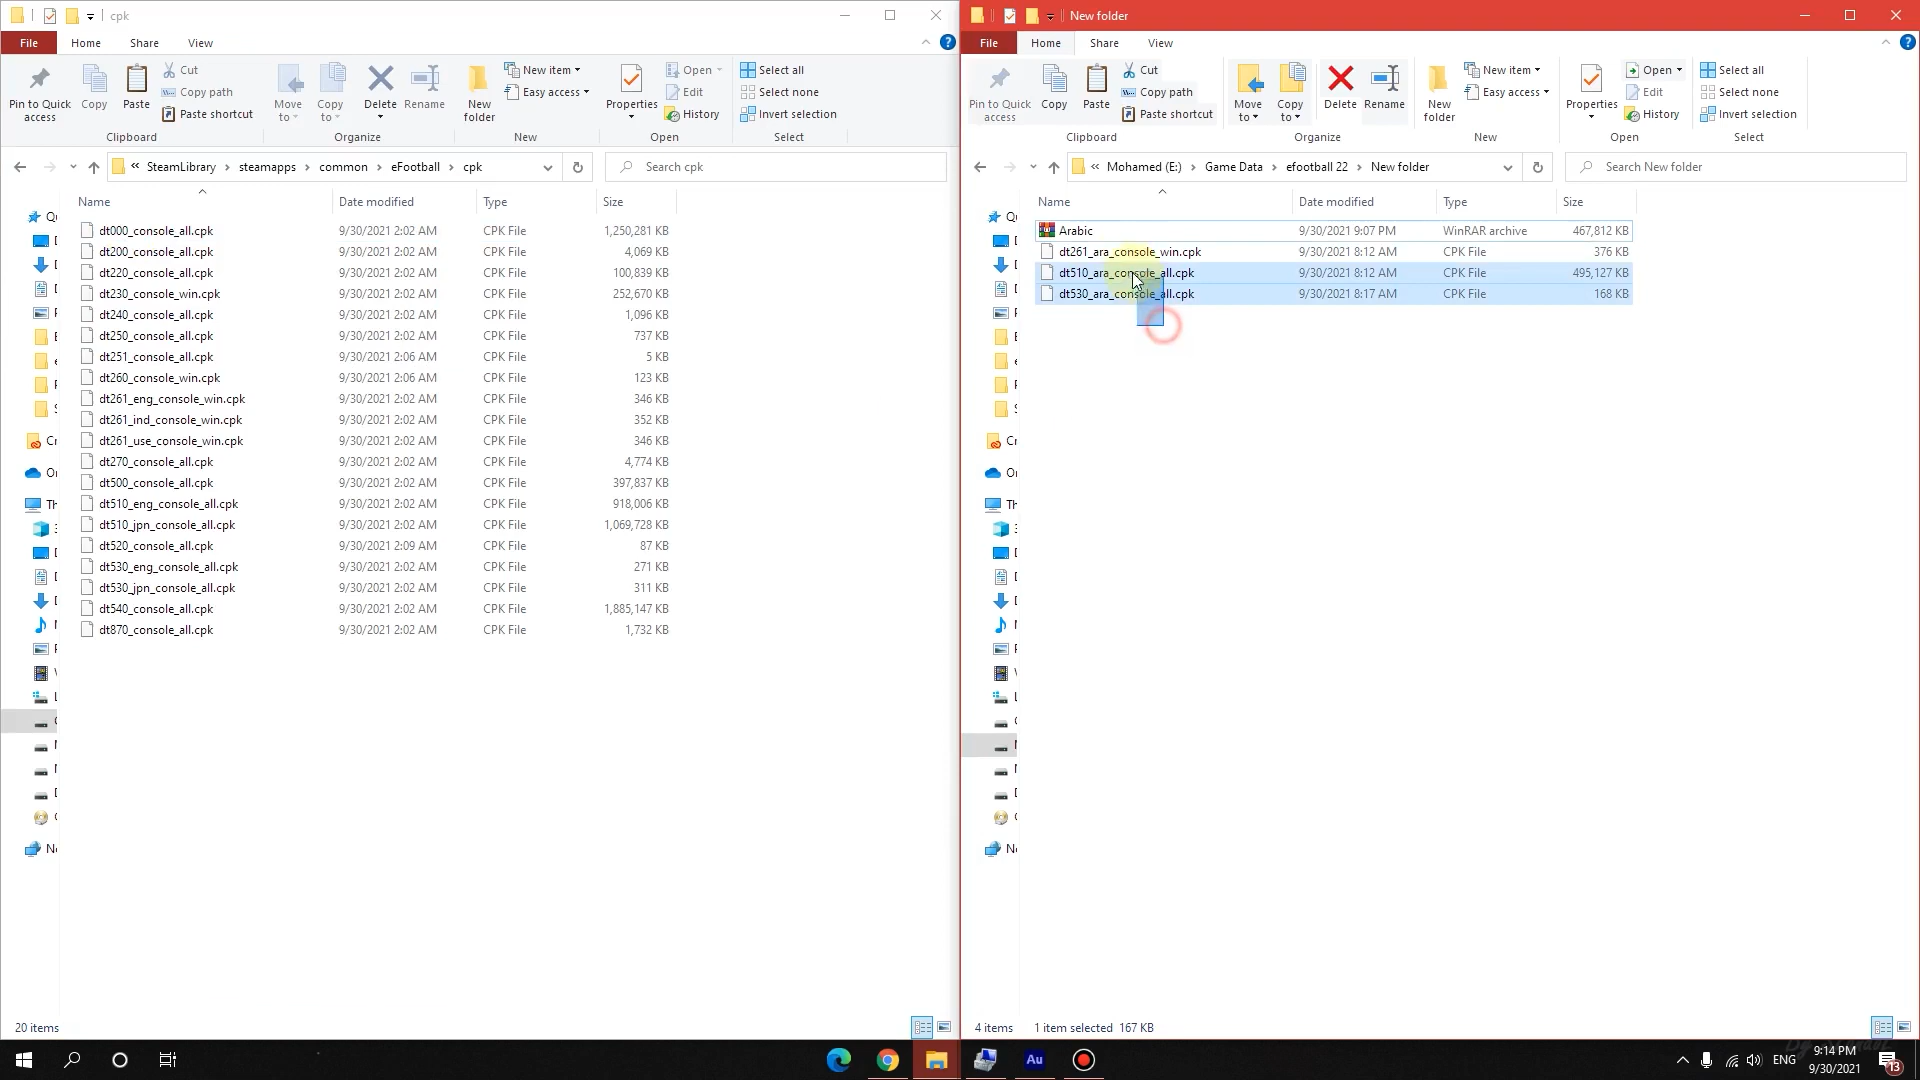 cpk
File Home Share View
Pin to Quick access
Copy
Paste
Cut
Copy path
Paste shortcut
Clipboard
Move to
Copy to
Delete
Rename
Organize
New folder
New item
Easy access
New
Properties
Open
Edit
History
Open
Select all
Select none
Invert selection
Select
« SteamLibrary › steamapps › common › eFootball › cpk
Search cpk
Name Date modified Type Size
dt000_console_all.cpk 9/30/2021 2:02 AM CPK File 1,250,281 KB
dt200_console_all.cpk 9/30/2021 2:02 AM CPK File 4,069 KB
dt220_console_all.cpk 9/30/2021 2:02 AM CPK File 100,839 KB
dt230_console_win.cpk 9/30/2021 2:02 AM CPK File 252,670 KB
dt240_console_all.cpk 9/30/2021 2:02 AM CPK File 1,096 KB
dt250_console_all.cpk 9/30/2021 2:02 AM CPK File 737 KB
dt251_console_all.cpk 9/30/2021 2:06 AM CPK File 5 KB
dt260_console_win.cpk 9/30/2021 2:06 AM CPK File 123 KB
dt261_eng_console_win.cpk 9/30/2021 2:02 AM CPK File 346 KB
dt261_ind_console_win.cpk 9/30/2021 2:02 AM CPK File 352 KB
dt261_use_console_win.cpk 9/30/2021 2:02 AM CPK File 346 KB
dt270_console_all.cpk 9/30/2021 2:02 AM CPK File 4,774 KB
dt500_console_all.cpk 9/30/2021 2:02 AM CPK File 397,837 KB
dt510_eng_console_all.cpk 9/30/2021 2:02 AM CPK File 918,006 KB
dt510_jpn_console_all.cpk 9/30/2021 2:02 AM CPK File 1,069,728 KB
dt520_console_all.cpk 9/30/2021 2:09 AM CPK File 87 KB
dt530_eng_console_all.cpk 9/30/2021 2:02 AM CPK File 271 KB
dt530_jpn_console_all.cpk 9/30/2021 2:02 AM CPK File 311 KB
dt540_console_all.cpk 9/30/2021 2:02 AM CPK File 1,885,147 KB
dt870_console_all.cpk 9/30/2021 2:02 AM CPK File 1,732 KB
20 items
New folder
File Home Share View
Pin to Quick access
Copy
Paste
Cut
Copy path
Paste shortcut
Clipboard
Move to
Copy to
Delete
Rename
Organize
New folder
New item
Easy access
New
Properties
Open
Edit
History
Open
Select all
Select none
Invert selection
Select
« Mohamed (E:) › Game Data › efootball 22 › New folder
Search New folder
Name Date modified Type Size
Arabic 9/30/2021 9:07 PM WinRAR archive 467,812 KB
dt261_ara_console_win.cpk 9/30/2021 8:12 AM CPK File 376 KB
dt510_ara_console_all.cpk 9/30/2021 8:12 AM CPK File 495,127 KB
dt530_ara_console_all.cpk 9/30/2021 8:17 AM CPK File 168 KB
4 items 1 item selected 167 KB
Au
ENG
9:14 PM
9/30/2021
13